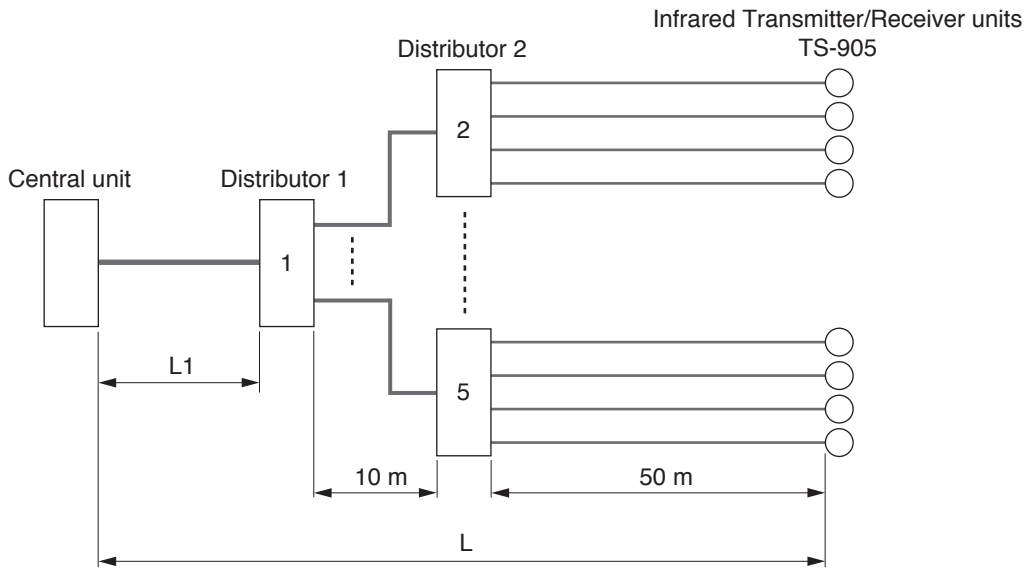 Infrared Transmitter/Receiver units
TS-905
Distributor 2
2
Central unit
Distributor 1
1
L1
5
10 m
50 m
L